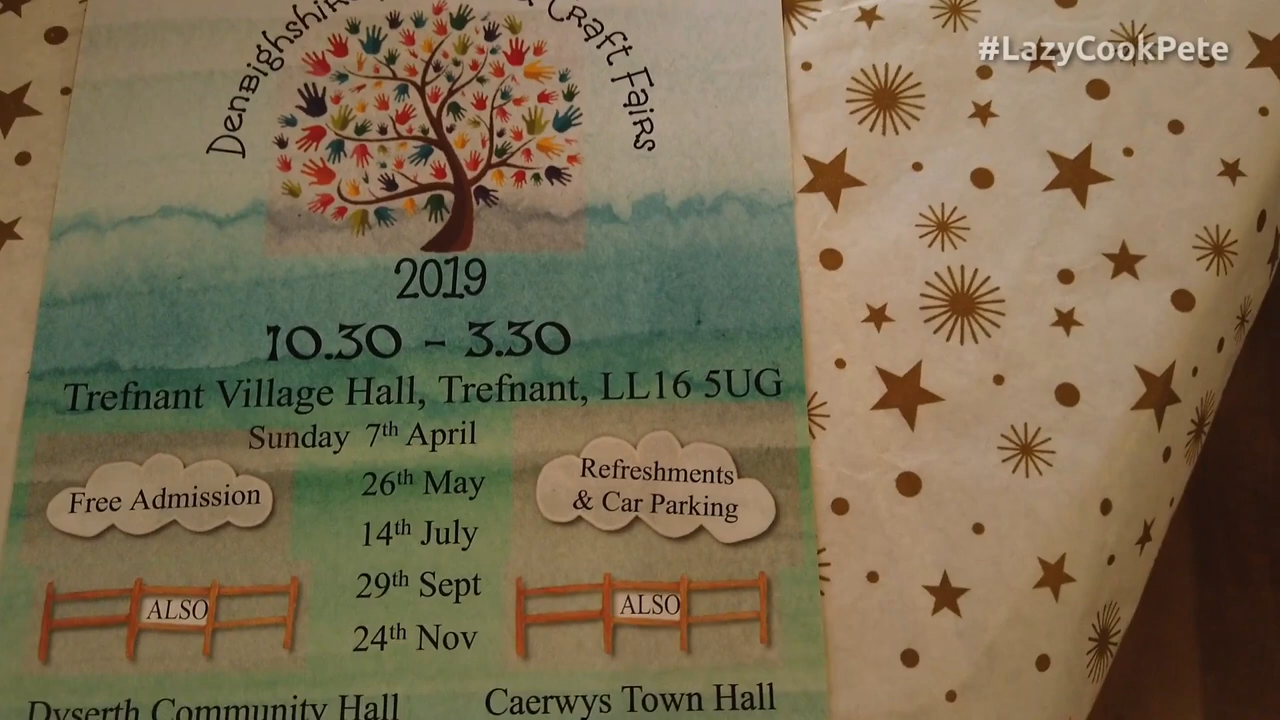 #LazyCookPete
Denbighshire Craft Fairs
2019
10.30 - 3.30
Trefnant Village Hall, Trefnant, LL16 5UG
Sunday 7th April
26th May
14th July
29th Sept
24th Nov
Free Admission
Refreshments
& Car Parking
ALSO
ALSO
Dyserth Community Hall
Caerwys Town Hall